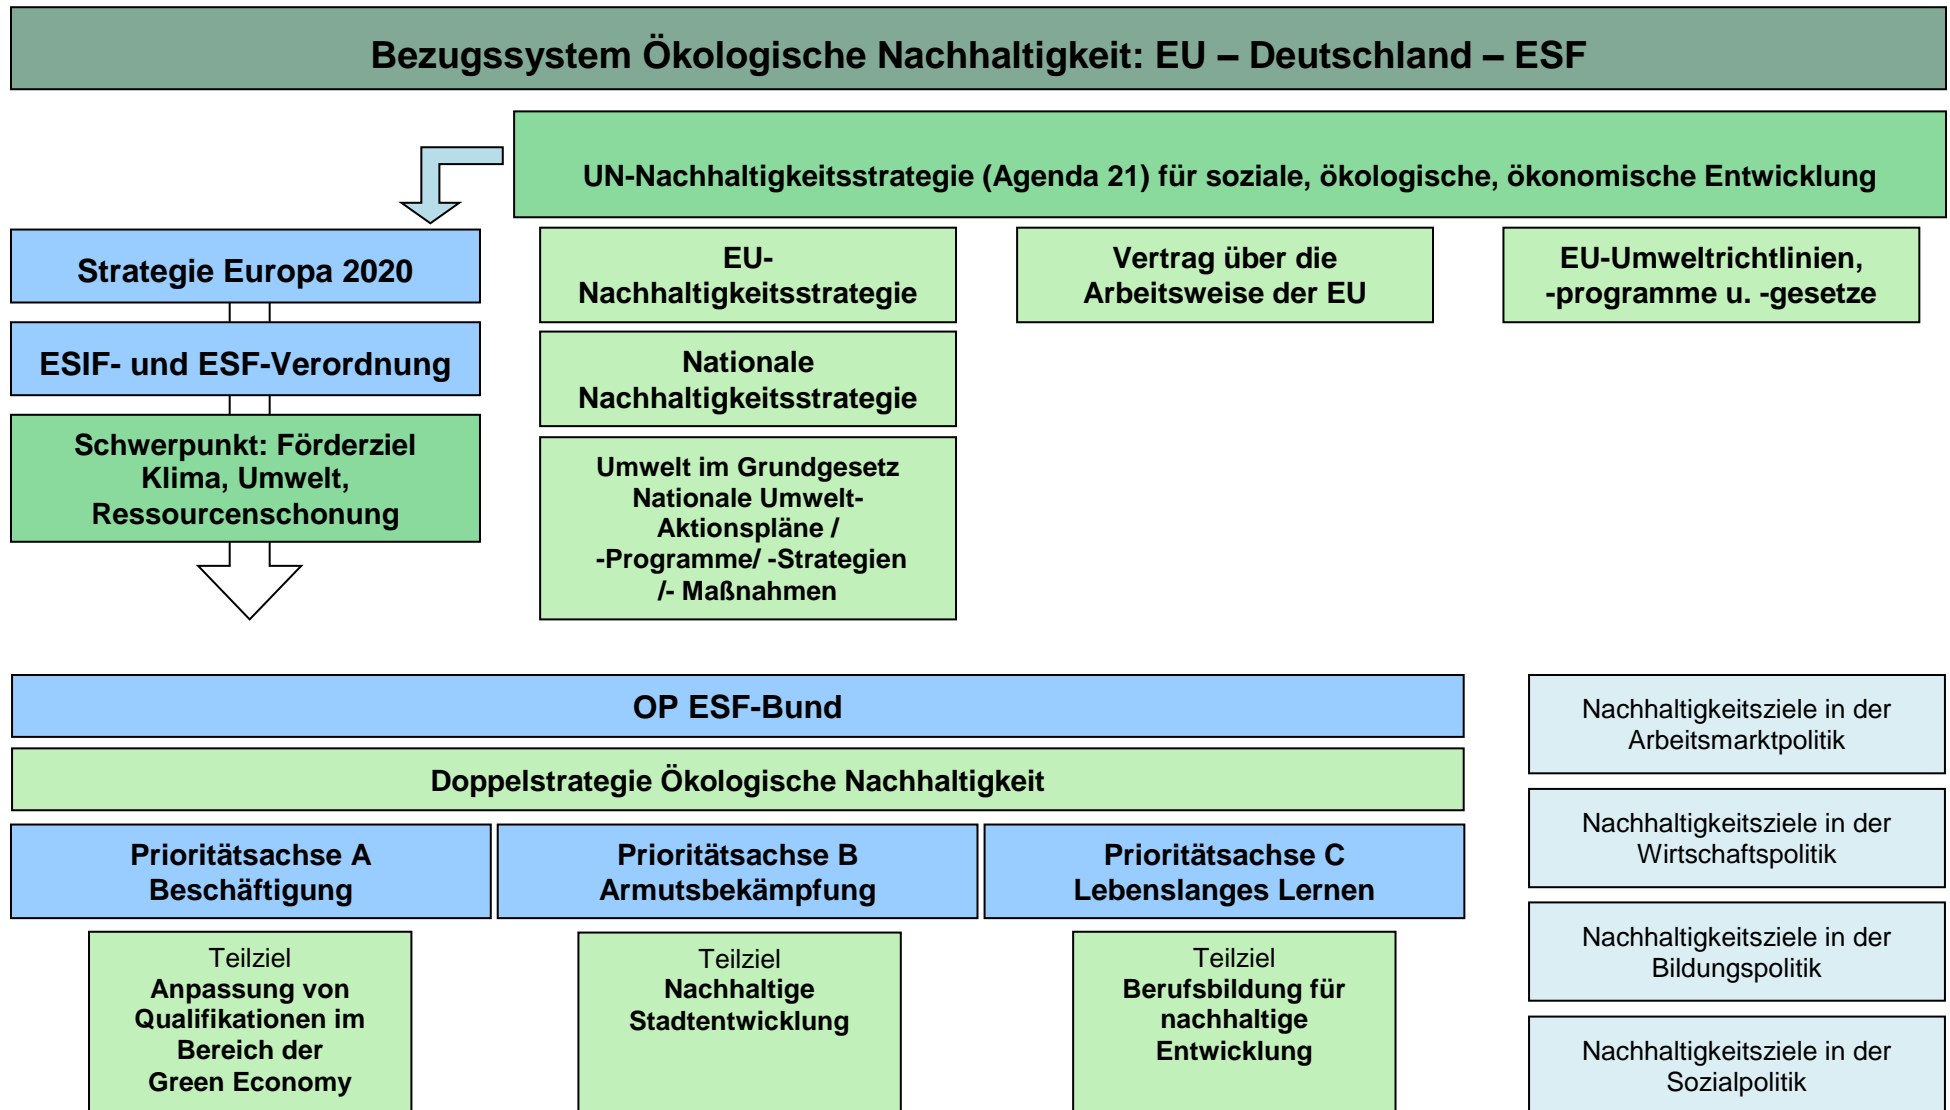 Bezugssystem Ökologische Nachhaltigkeit: EU – Deutschland – ESF
UN-Nachhaltigkeitsstrategie (Agenda 21) für soziale, ökologische, ökonomische Entwicklung
Strategie Europa 2020
ESIF- und ESF-Verordnung
Schwerpunkt: Förderziel
Klima, Umwelt,
Ressourcenschonung
EU-
Nachhaltigkeitsstrategie
Nationale
Nachhaltigkeitsstrategie
Umwelt im Grundgesetz
Nationale Umwelt-
Aktionspläne /
-Programme/ -Strategien
/- Maßnahmen
Vertrag über die
Arbeitsweise der EU
EU-Umweltrichtlinien,
-programme u. -gesetze
OP ESF-Bund
Doppelstrategie Ökologische Nachhaltigkeit
Prioritätsachse A
Beschäftigung
Prioritätsachse B
Armutsbekämpfung
Prioritätsachse C
Lebenslanges Lernen
Teilziel
Anpassung von
Qualifikationen im
Bereich der
Green Economy
Teilziel
Nachhaltige
Stadtentwicklung
Teilziel
Berufsbildung für
nachhaltige
Entwicklung
Nachhaltigkeitsziele in der
Arbeitsmarktpolitik
Nachhaltigkeitsziele in der
Wirtschaftspolitik
Nachhaltigkeitsziele in der
Bildungspolitik
Nachhaltigkeitsziele in der
Sozialpolitik